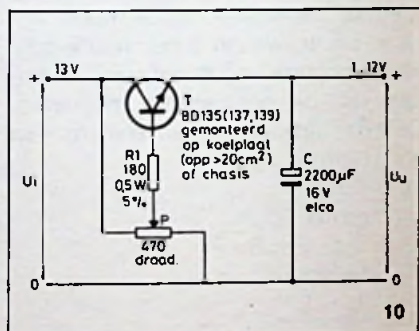 +
13 V
1.12V
+
T
BD135(137,139)
gemonteerd
op koelplaat
(opp >20cm²)
of chasis
R1
180
0,5W
5%
C
2200µF
16 V
elco
Ui
Uu
P
470
draad.
0
0
10